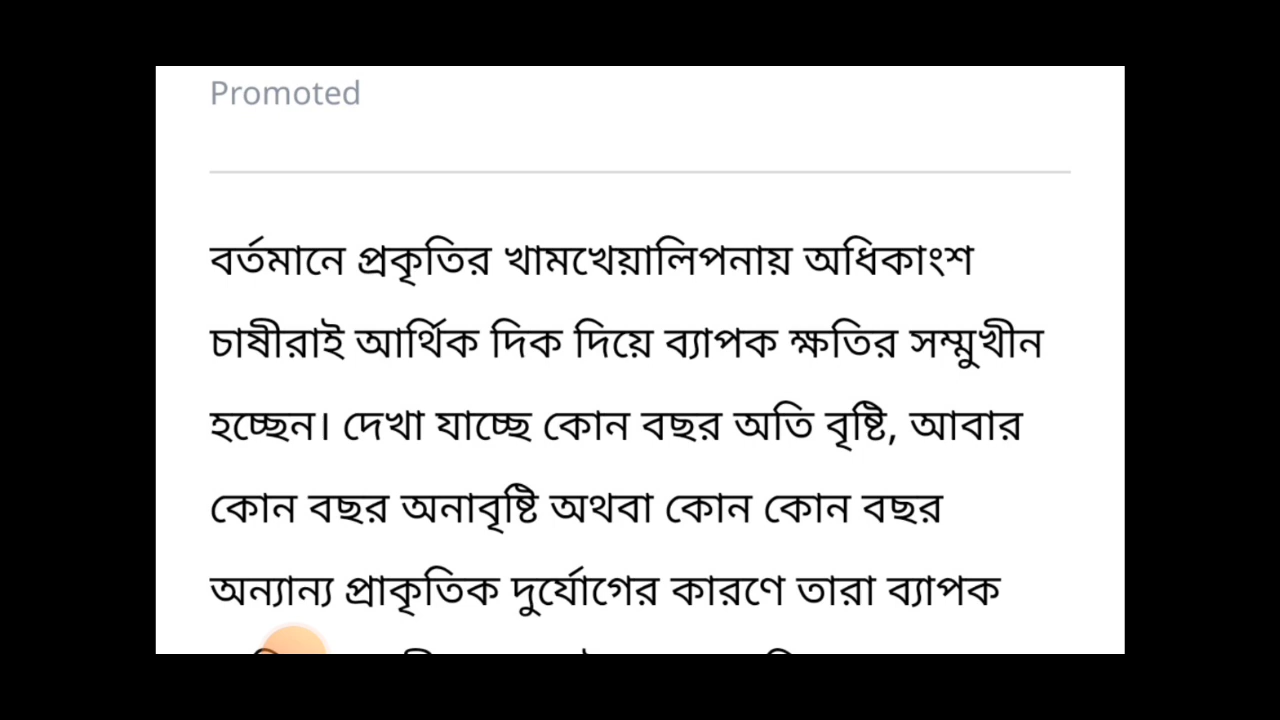 Promoted
বর্তমানে প্রকৃতির খামখেয়ালিপনায় অধিকাংশ
চাষীরাই আর্থিক দিক দিয়ে ব্যাপক ক্ষতির সম্মুখীন
হচ্ছেন। দেখা যাচ্ছে কোন বছর অতি বৃষ্টি, আবার
কোন বছর অনাবৃষ্টি অথবা কোন কোন বছর
অন্যান্য প্রাকৃতিক দুর্যোগের কারণে তারা ব্যাপক